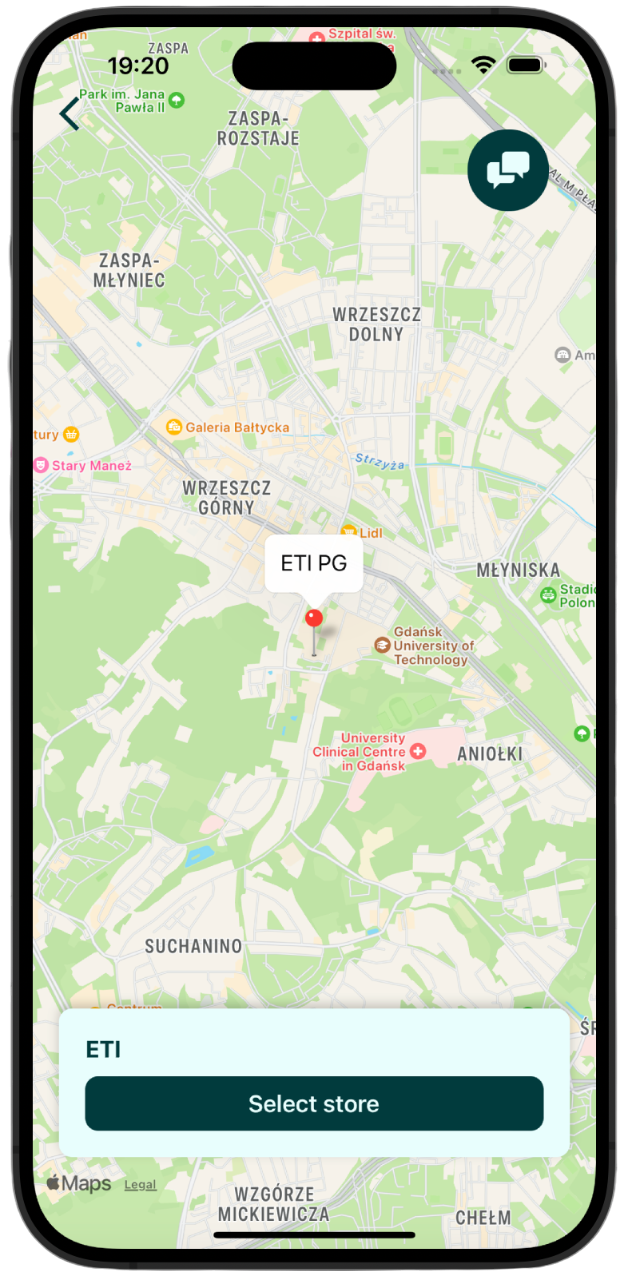 ZASPA
Szpital św.
19:20
Park im. Jana
Pawła II
ZASPA-
ROZSTAJE
ZASPA-
MŁYNIEC
WRZESZCZ
DOLNY
Am
tury
Galeria Bałtycka
Stary Maneż
Strzyża
WRZESZCZ
GÓRNY
Lidl
ETI PG
MŁYNISKA
Stadi
Polon
Gdańsk
University of
Technology
University
Clinical Centre
in Gdańsk
ANIOŁKI
SUCHANINO
Centrum
ETI
ŚR
Select store
Maps
Legal
WZGÓRZE
MICKIEWICZA
CHEŁM